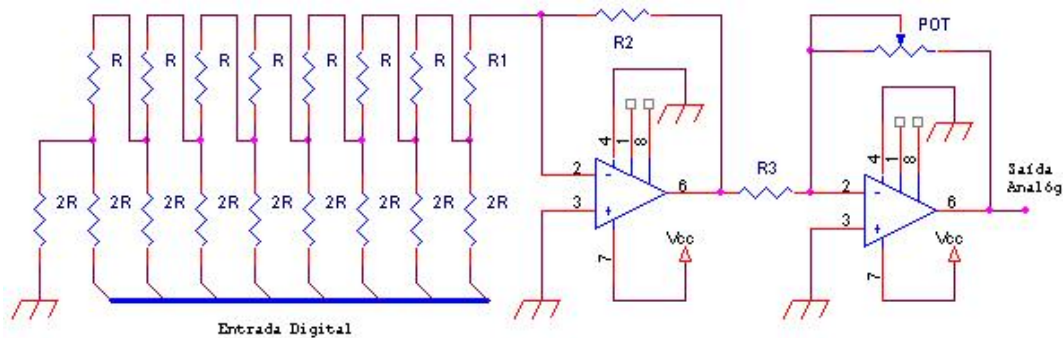 R R R R R R R R1
R2
POT
4 1 8
4 1 8
2R 2R 2R 2R 2R 2R 2R 2R 2R
2
3
6
7
Vcc
R3
2
3
6
7
Vcc
Saída
Analóg
Entrada Digital